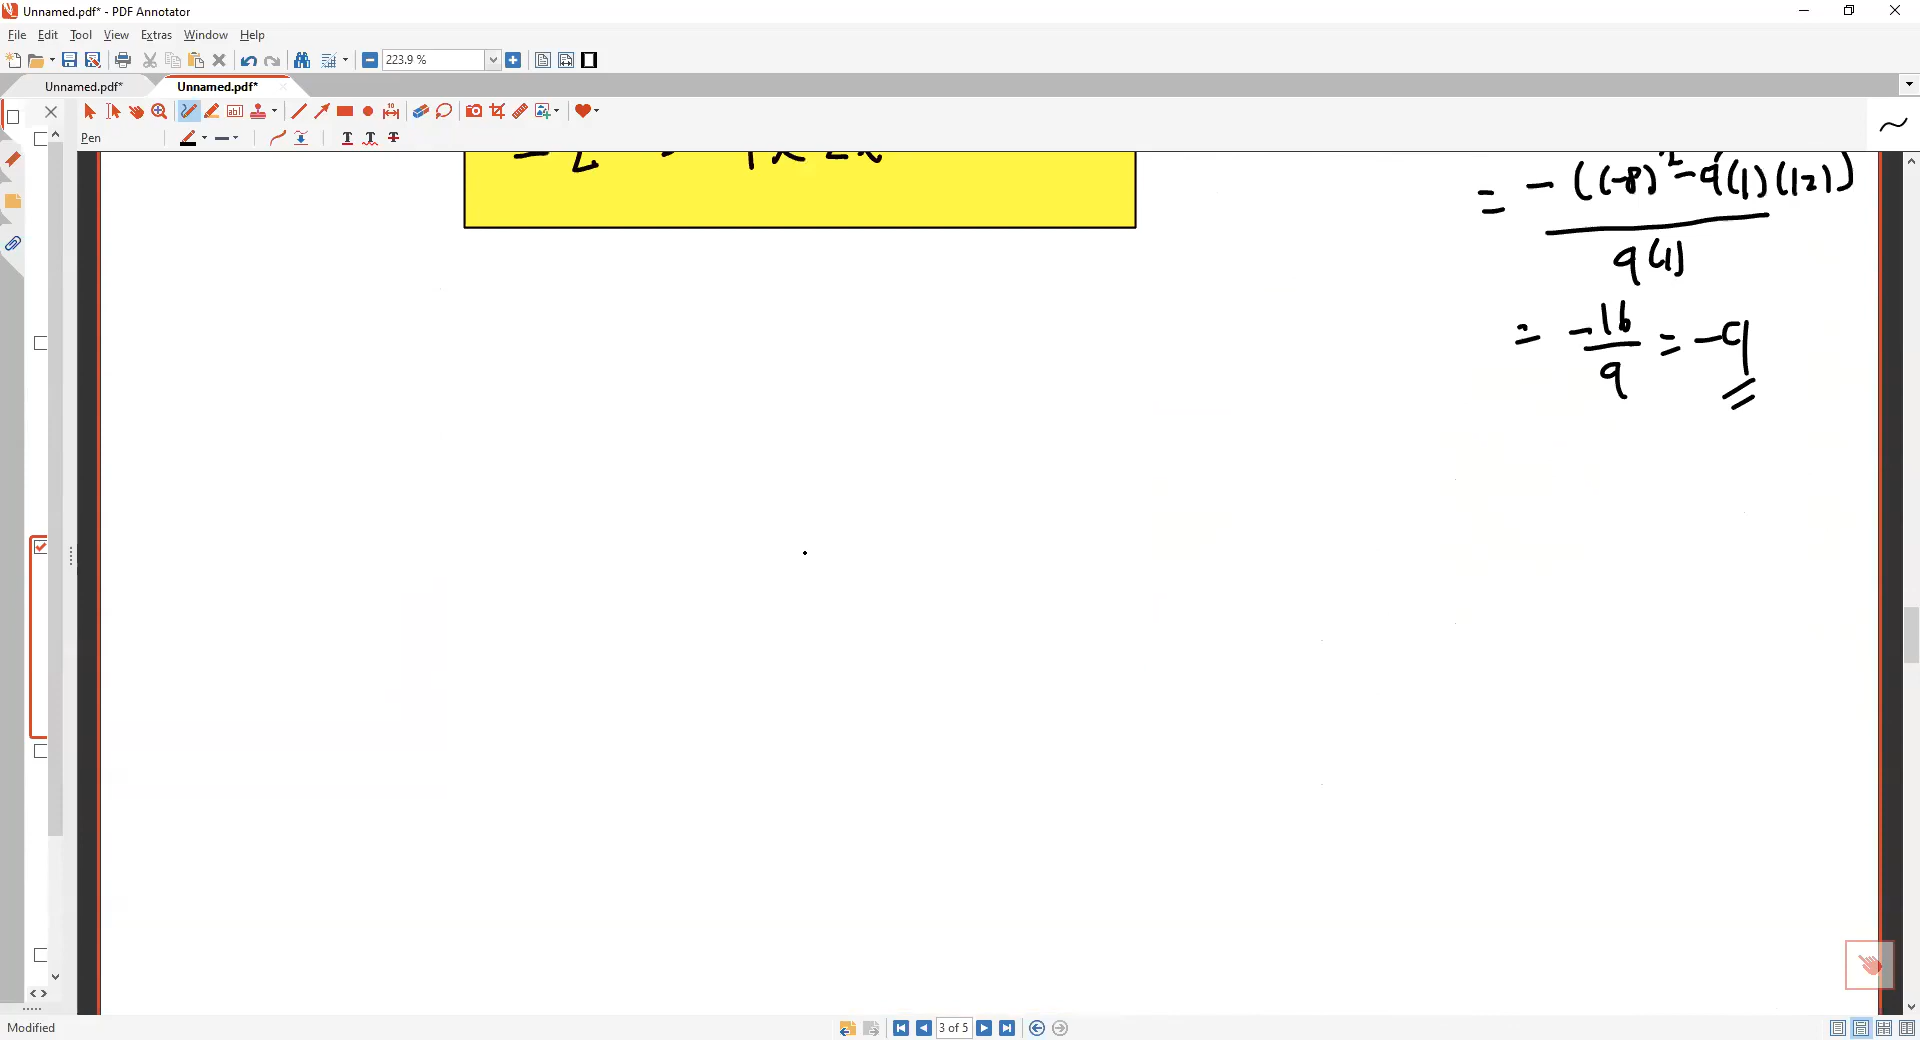 Unnamed.pdf* - PDF Annotator
File Edit Tool View Extras Window Help
223.9 %
Unnamed.pdf* Unnamed.pdf*
Pen
= -((-8)²-4(1)(12))
4(1)
= -16/4 = -4
Modified
3 of 5